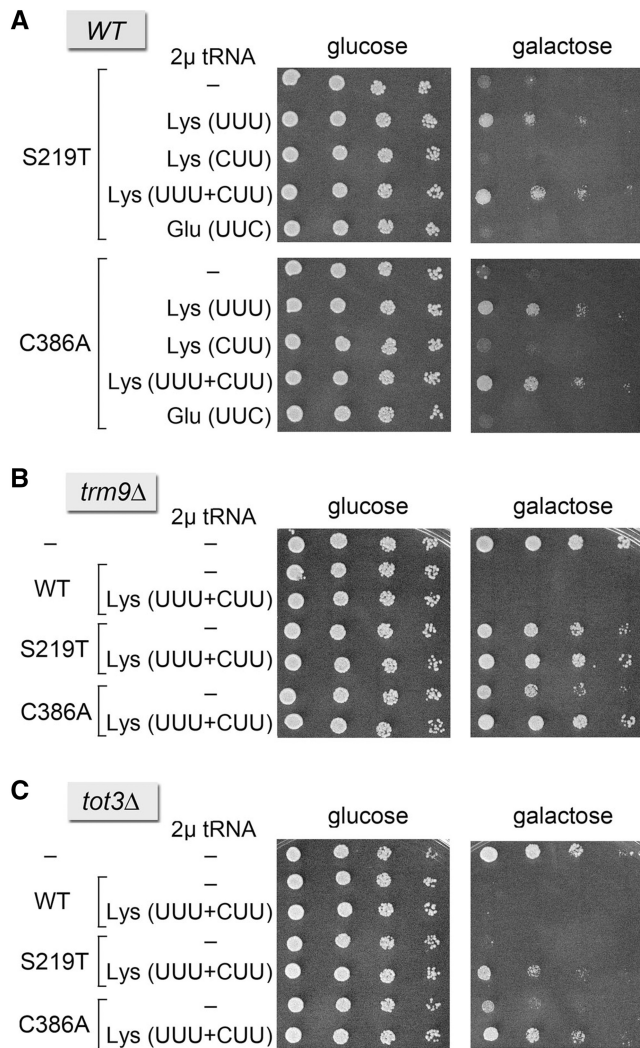 A WT
2μ tRNA glucose galactose
S219T
–
Lys (UUU)
Lys (CUU)
Lys (UUU+CUU)
Glu (UUC)
C386A
–
Lys (UUU)
Lys (CUU)
Lys (UUU+CUU)
Glu (UUC)
B trm9Δ
2μ tRNA glucose galactose
– –
WT
–
Lys (UUU+CUU)
S219T
–
Lys (UUU+CUU)
C386A
–
Lys (UUU+CUU)
C tot3Δ
2μ tRNA glucose galactose
– –
WT
–
Lys (UUU+CUU)
S219T
–
Lys (UUU+CUU)
C386A
–
Lys (UUU+CUU)